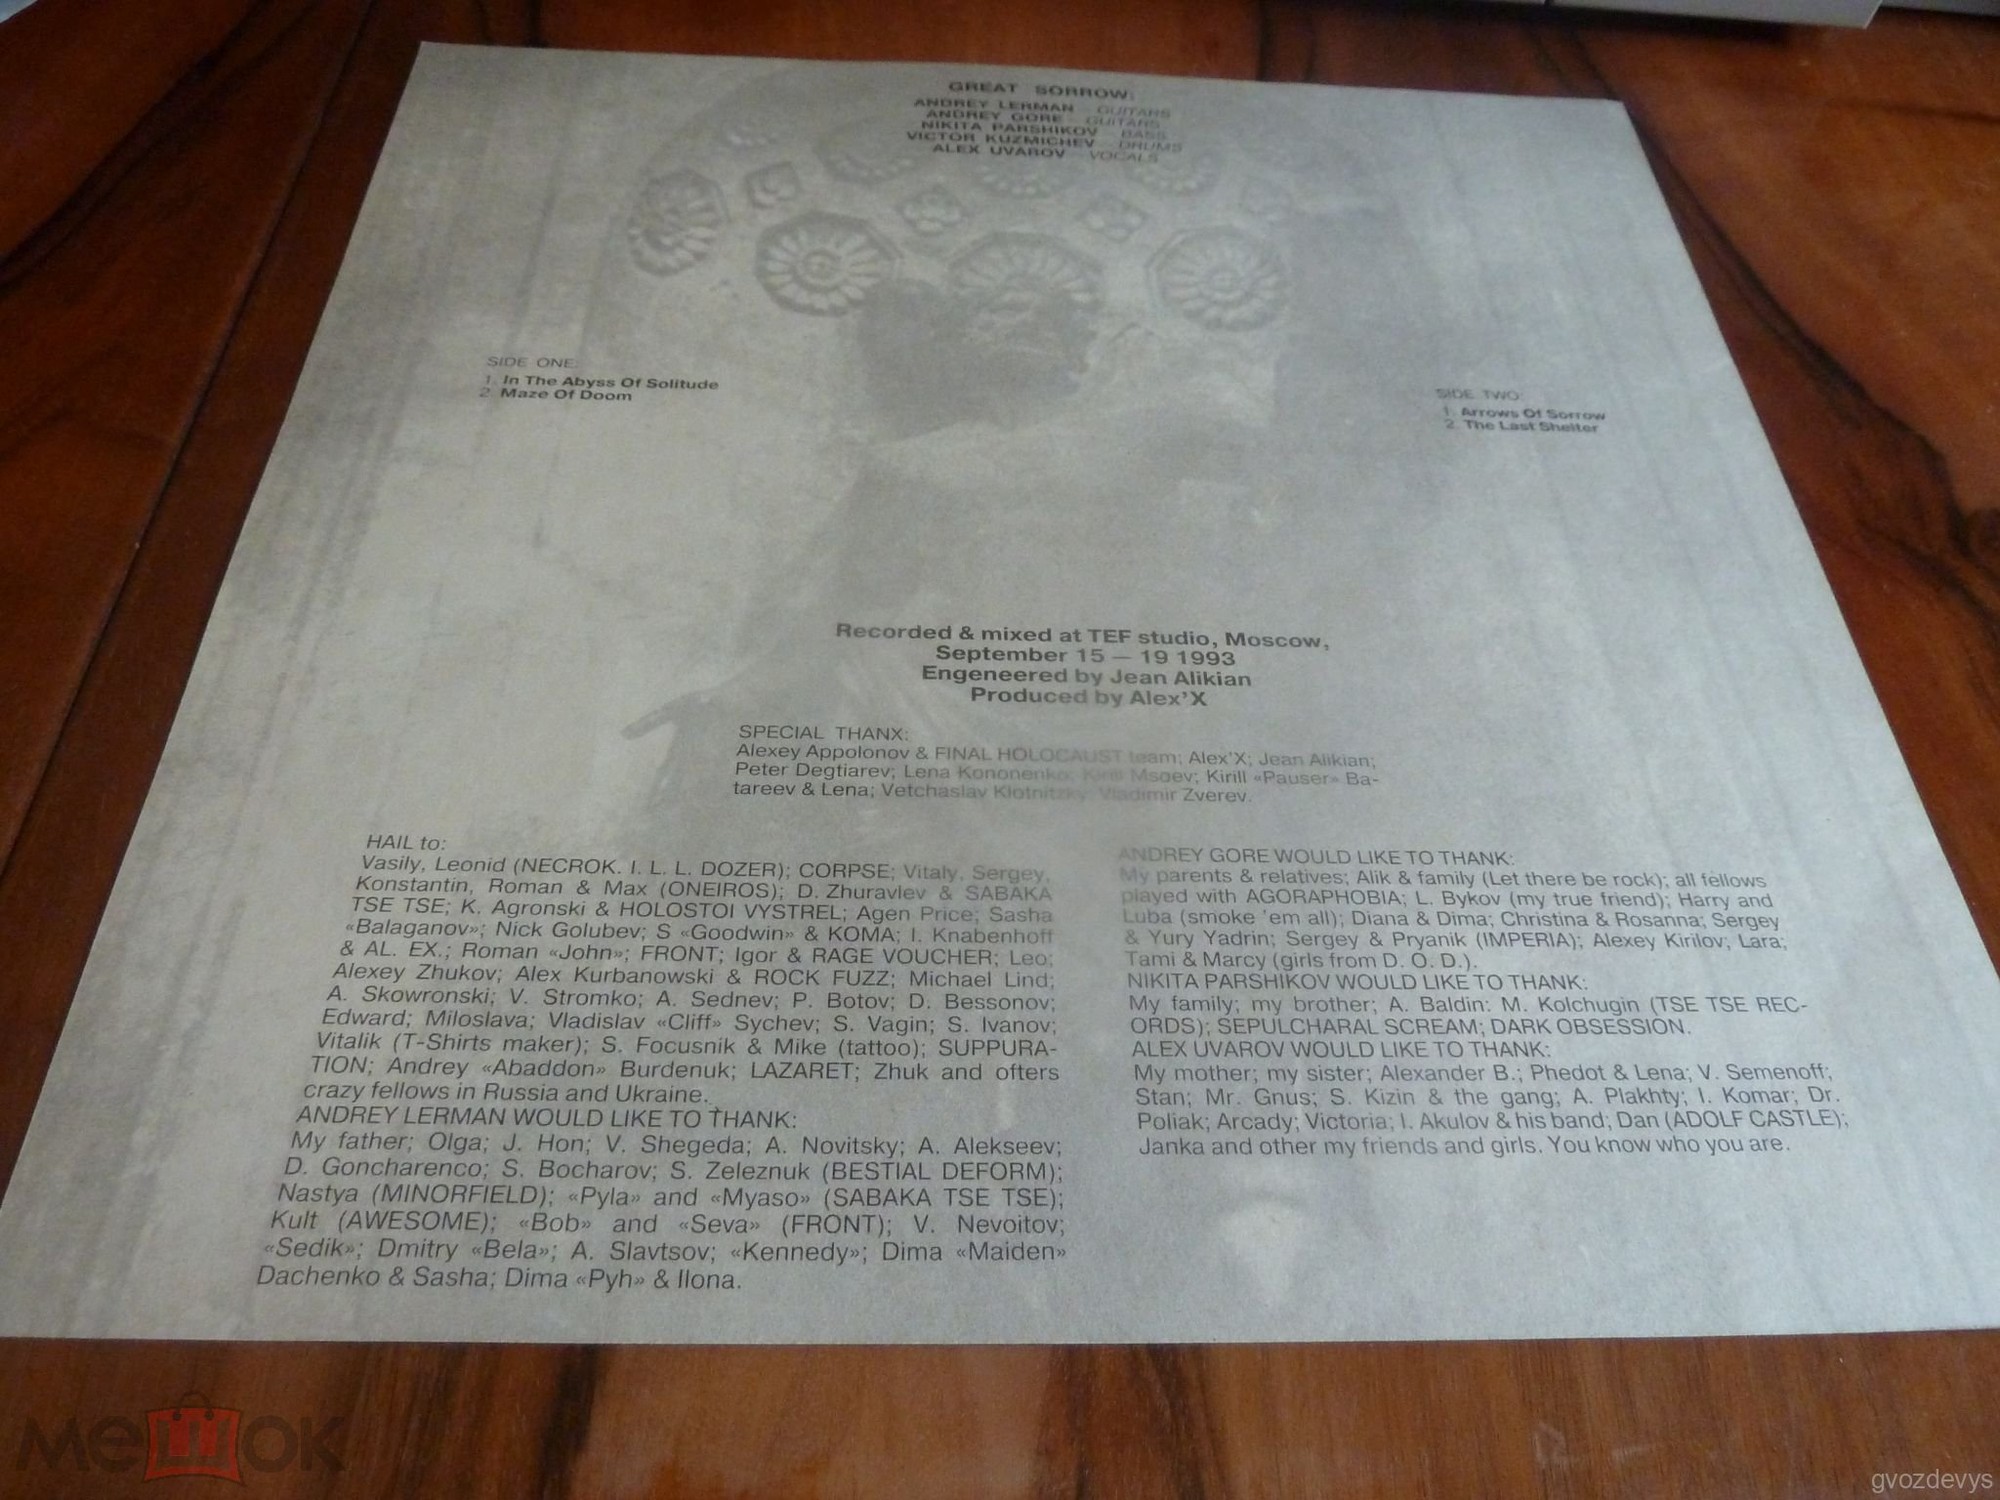 GREAT SORROW:
ANDREY LERMAN – GUITARS
ANDREY GORE – GUITARS
NIKITA PARSHIKOV – BASS
VICTOR KUZMICHEV – DRUMS
ALEX UVAROV – VOCALS
SIDE ONE:
1. In The Abyss Of Solitude
2. Maze Of Doom
SIDE TWO:
1. Arrows Of Sorrow
2. The Last Shelter
Recorded & mixed at TEF studio, Moscow,
September 15 — 19 1993
Engeneered by Jean Alikian
Produced by Alex'X
SPECIAL THANX:
Alexey Appolonov & FINAL HOLOCAUST team; Alex'X; Jean Alikian;
Peter Degtiarev; Lena Kononenko; Kirill Msaev; Kirill «Pauser» Ba-
tareev & Lena; Vetchaslav Klotnitzky; Vladimir Zverev.
HAIL to:
Vasily, Leonid (NECROK. I. L. L. DOZER); CORPSE; Vitaly, Sergey,
Konstantin, Roman & Max (ONEIROS); D. Zhuravlev & SABAKA
TSE TSE; K. Agronski & HOLOSTOI VYSTREL; Agen Price; Sasha
«Balaganov»; Nick Golubev; S «Goodwin» & KOMA; I. Knabenhoff
& AL. EX.; Roman «John»; FRONT; Igor & RAGE VOUCHER; Leo;
Alexey Zhukov; Alex Kurbanowski & ROCK FUZZ; Michael Lind;
A. Skowronski; V. Stromko; A. Sednev; P. Botov; D. Bessonov;
Edward; Miloslava; Vladislav «Cliff» Sychev; S. Vagin; S. Ivanov;
Vitalik (T-Shirts maker); S. Focusnik & Mike (tattoo); SUPPURA-
TION; Andrey «Abaddon» Burdenuk; LAZARET; Zhuk and ofters
crazy fellows in Russia and Ukraine.
ANDREY LERMAN WOULD LIKE TO THANK:
My father; Olga; J. Hon; V. Shegeda; A. Novitsky; A. Alekseev;
D. Goncharenco; S. Bocharov; S. Zeleznuk (BESTIAL DEFORM);
Nastya (MINORFIELD); «Pyla» and «Myaso» (SABAKA TSE TSE);
Kult (AWESOME); «Bob» and «Seva» (FRONT); V. Nevoitov;
«Sedik»; Dmitry «Bela»; A. Slavtsov; «Kennedy»; Dima «Maiden»
Dachenko & Sasha; Dima «Pyh» & Ilona.
ANDREY GORE WOULD LIKE TO THANK:
My parents & relatives; Alik & family (Let there be rock); all fellows
played with AGORAPHOBIA; L. Bykov (my true friend); Harry and
Luba (smoke 'em all); Diana & Dima; Christina & Rosanna; Sergey
& Yury Yadrin; Sergey & Pryanik (IMPERIA); Alexey Kirilov; Lara;
Tami & Marcy (girls from D. O. D.).
NIKITA PARSHIKOV WOULD LIKE TO THANK:
My family; my brother; A. Baldin: M. Kolchugin (TSE TSE REC-
ORDS); SEPULCHARAL SCREAM; DARK OBSESSION.
ALEX UVAROV WOULD LIKE TO THANK:
My mother; my sister; Alexander B.; Phedot & Lena; V. Semenoff;
Stan; Mr. Gnus; S. Kizin & the gang; A. Plakhty; I. Komar; Dr.
Poliak; Arcady; Victoria; I. Akulov & his band; Dan (ADOLF CASTLE);
Janka and other my friends and girls. You know who you are.
мешок
gvozdevys